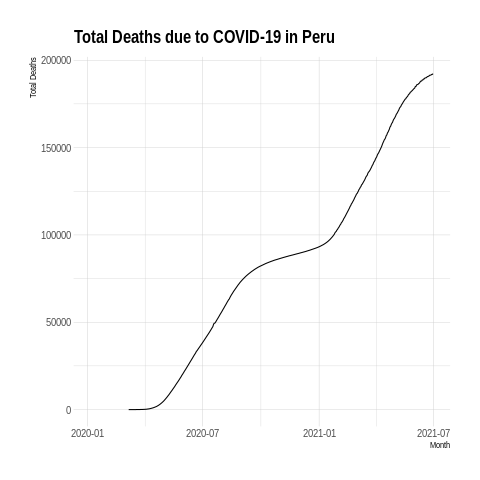 Total Deaths due to COVID-19 in Peru
Total Deaths
200000
150000
100000
50000
0
2020-01 2020-07 2021-01 2021-07
Month